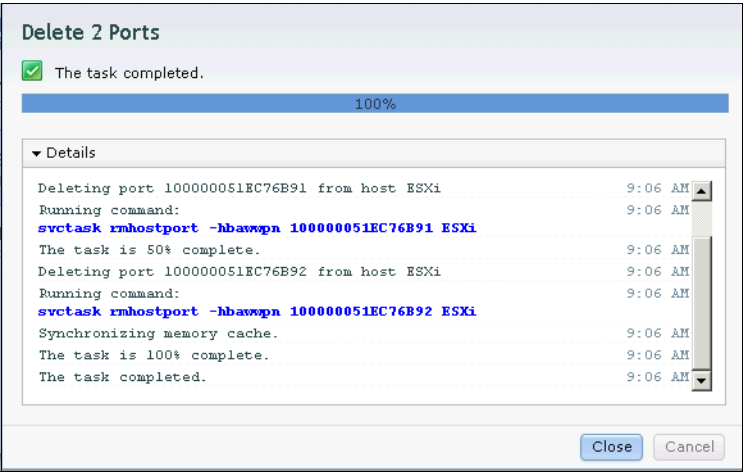 Delete 2 Ports
The task completed.
100%
Details
Deleting port 100000051EC76B91 from host ESXi 9:06 AM
Running command: 9:06 AM
svctask rmhostport -hbawwpn 100000051EC76B91 ESXi
The task is 50% complete. 9:06 AM
Deleting port 100000051EC76B92 from host ESXi 9:06 AM
Running command: 9:06 AM
svctask rmhostport -hbawwpn 100000051EC76B92 ESXi
Synchronizing memory cache. 9:06 AM
The task is 100% complete. 9:06 AM
The task completed. 9:06 AM
Close Cancel